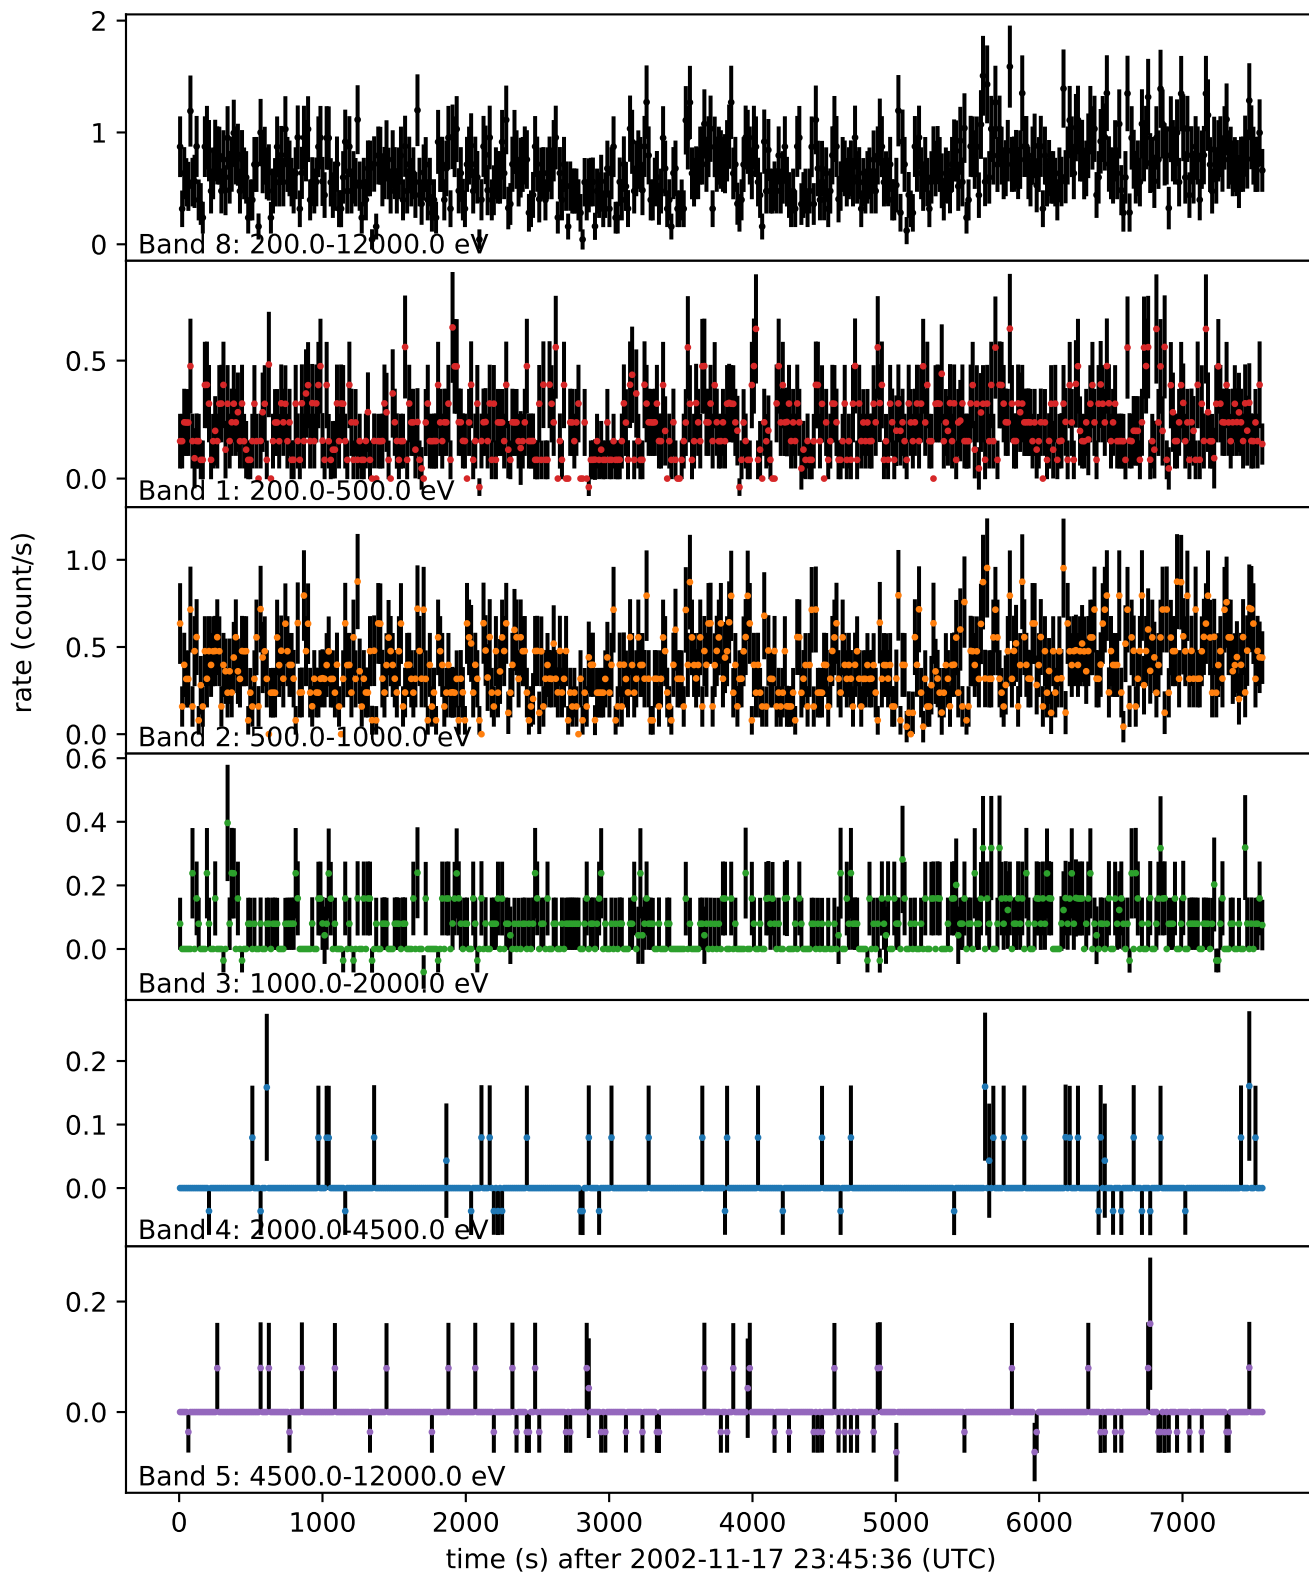 2
1
0
Band 8: 200.0-12000.0 eV
0.5
0.0
Band 1: 200.0-500.0 eV
rate (count/s)
1.0
0.5
0.0
Band 2: 500.0-1000.0 eV
0.6
0.4
0.2
0.0
Band 3: 1000.0-2000.0 eV
0.2
0.1
0.0
Band 4: 2000.0-4500.0 eV
0.2
0.0
Band 5: 4500.0-12000.0 eV
0 1000 2000 3000 4000 5000 6000 7000
time (s) after 2002-11-17 23:45:36 (UTC)